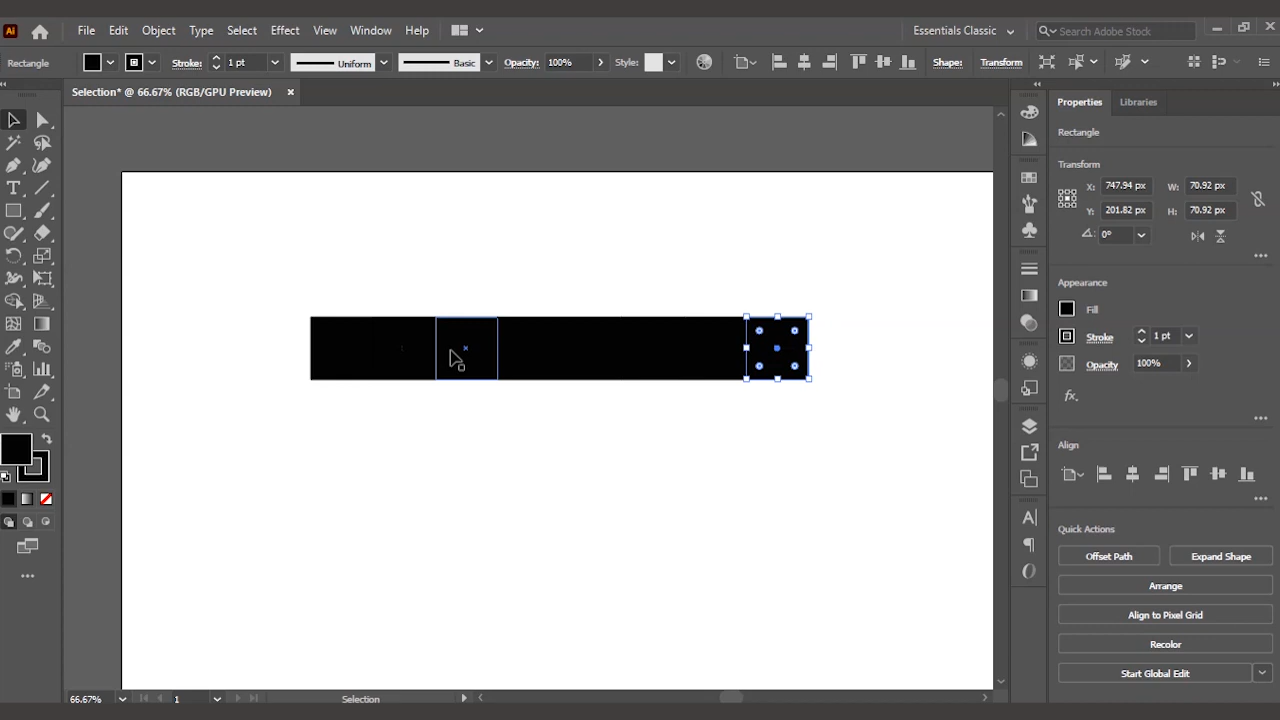 Ai File Edit Object Type Select Effect View Window Help Essentials Classic Search Adobe Stock
Rectangle Stroke: 1 pt Uniform Basic Opacity: 100% Style: Shape: Transform
Selection* @ 66.67% (RGB/GPU Preview) ×
Properties Libraries
Rectangle
Transform
X: 747.94 px W: 70.92 px
Y: 201.82 px H: 70.92 px
0°
Appearance
Fill
Stroke 1 pt
Opacity 100%
fx.
Align
Quick Actions
Offset Path Expand Shape
Arrange
Align to Pixel Grid
Recolor
Start Global Edit
66.67% 1 Selection